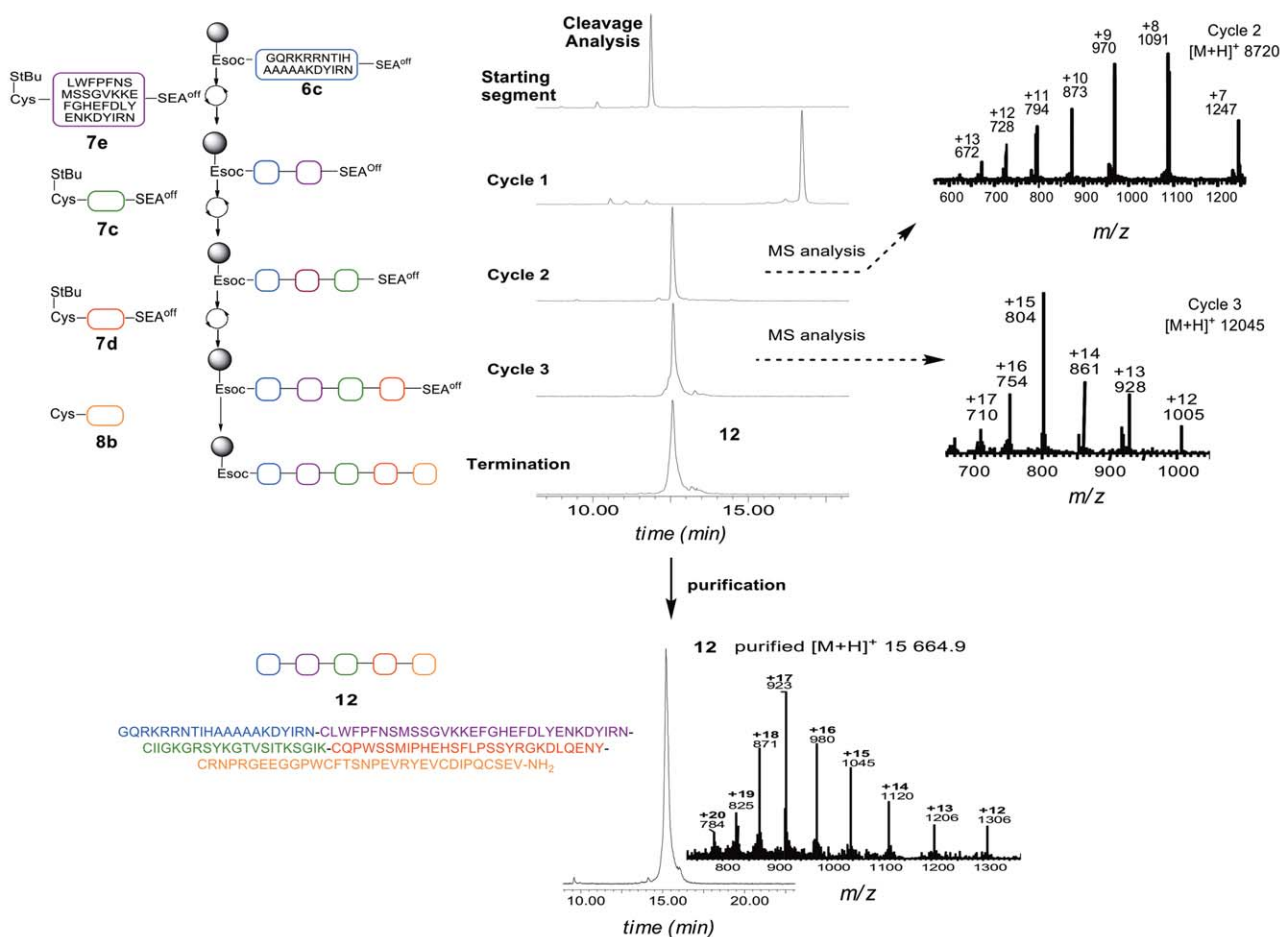 Cleavage
Analysis
Starting
segment
Cycle 1
Cycle 2
Cycle 3
Termination
12
10.00 15.00
time (min)
StBu
Cys
LWFPFNS
MSSGVKKE
FGHEFDLY
ENKDYIRN
SEAoff
7e
Esoc
GQRKRRNTIH
AAAAAKDYIRN
SEAoff
6c
Esoc
SEAOff
StBu
Cys
SEAoff
7c
Esoc
SEAoff
StBu
Cys
SEAoff
7d
Esoc
SEAoff
Cys
8b
Esoc
MS analysis
MS analysis
Cycle 2
[M+H]+ 8720
+13
672
+12
728
+11
794
+10
873
+9
970
+8
1091
+7
1247
600 700 800 900 1000 1100 1200
m/z
Cycle 3
[M+H]+ 12045
+17
710
+16
754
+15
804
+14
861
+13
928
+12
1005
700 800 900 1000
m/z
purification
12
GQRKRRNTIHAAAAAKDYIRN-CLWFPFNSMSSGVKKEFGHEFDLYENKDYIRN-
CIIGKGRSYKGTVSITKSGIK-CQPWSSMIPHEHSFLPSSYRGKDLQENY-
CRNPRGEEGGPWCFTSNPEVRYEVCDIPQCSEV-NH2
12 purified [M+H]+ 15 664.9
+20
784
+19
825
+18
871
+17
923
+16
980
+15
1045
+14
1120
+13
1206
+12
1306
800 900 1000 1100 1200 1300
m/z
10.00 15.00 20.00
time (min)